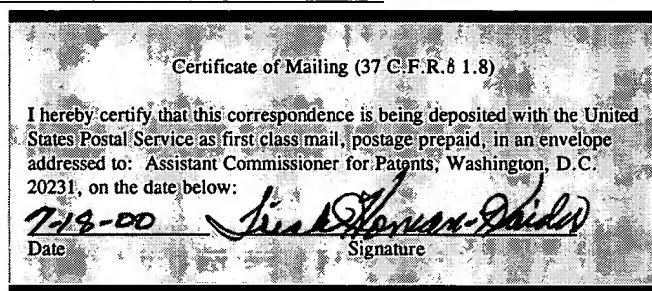 Certificate of Mailing (37 C.F.R.§ 1.8)
I hereby certify that this correspondence is being deposited with the United
States Postal Service as first class mail, postage prepaid, in an envelope
addressed to: Assistant Commissioner for Patents, Washington, D.C.
20231, on the date below:
7-18-00
Date Signature